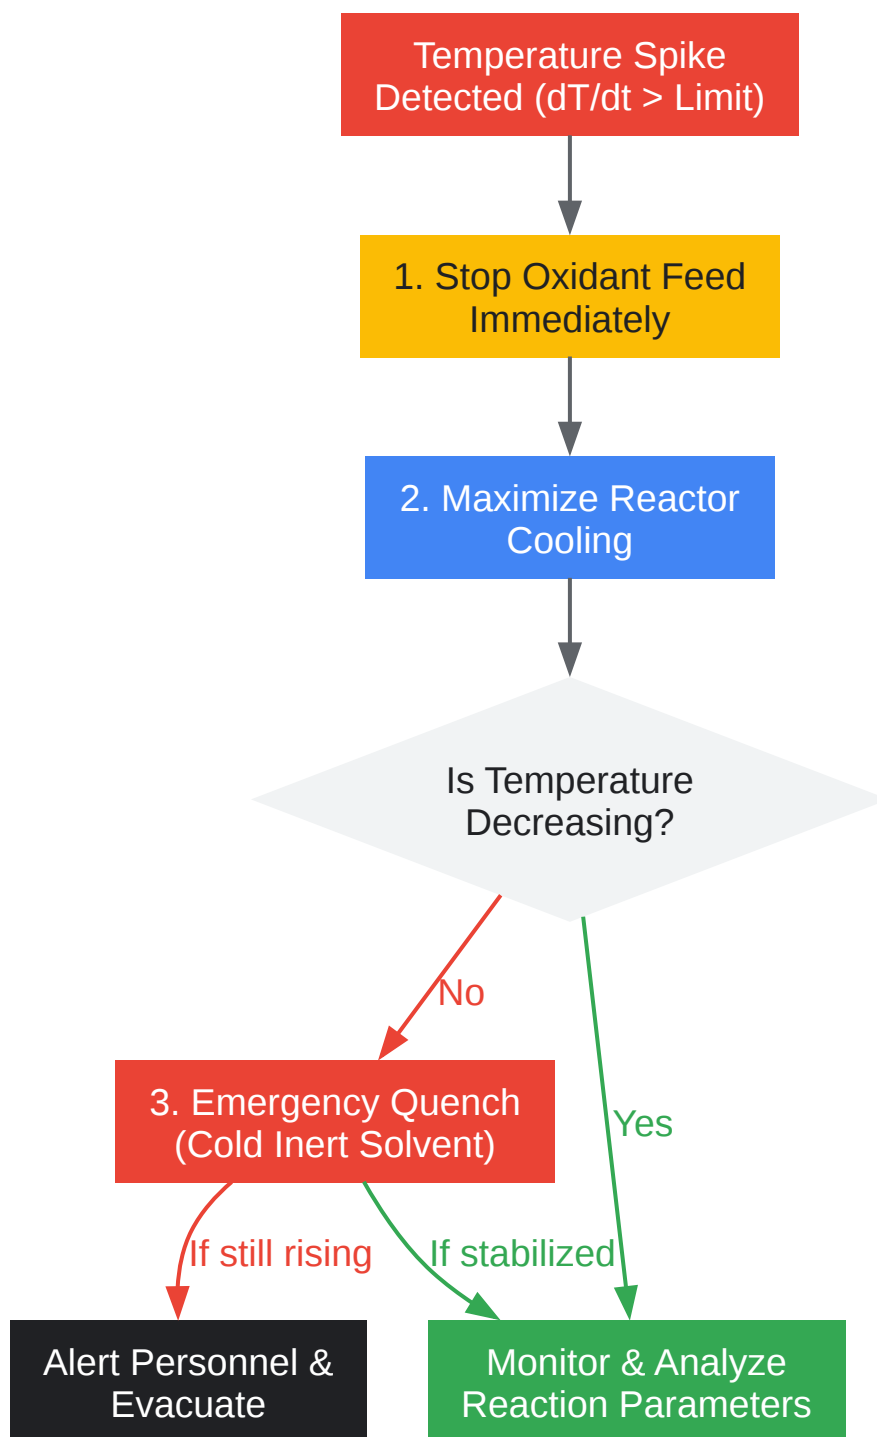 Temperature Spike
Detected (dT/dt > Limit)
1. Stop Oxidant Feed
Immediately
2. Maximize Reactor
Cooling
Is Temperature
Decreasing?
No
3. Emergency Quench
(Cold Inert Solvent)
Yes
If still rising
If stabilized
Alert Personnel &
Evacuate
Monitor & Analyze
Reaction Parameters